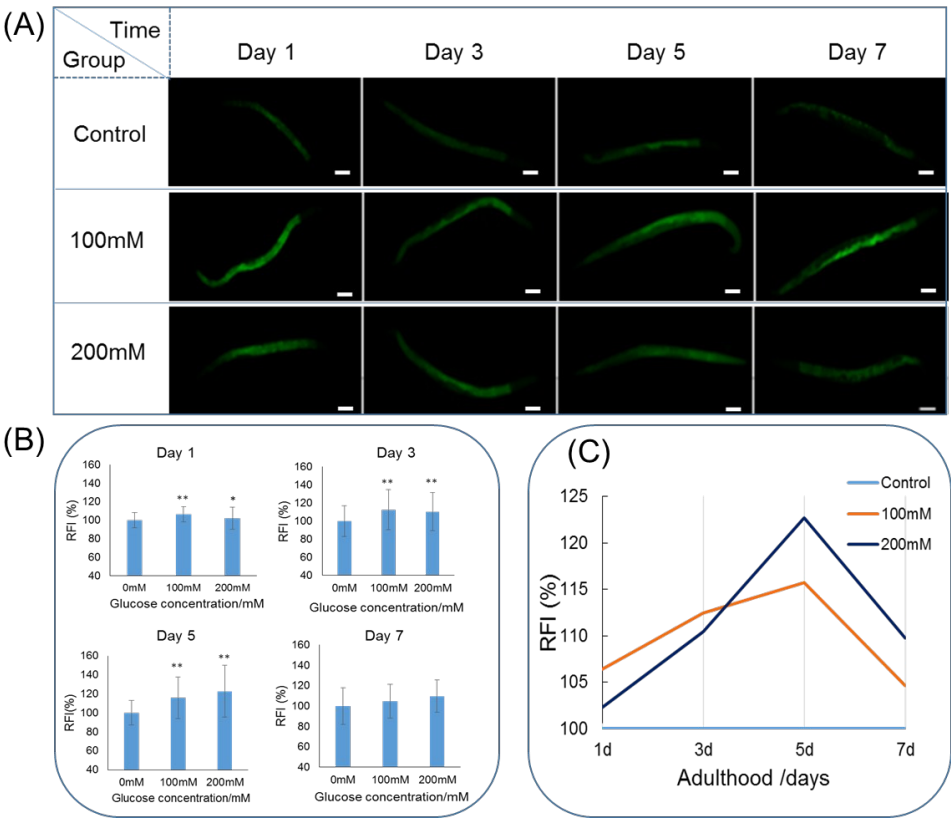 (A)
Time
Group
Day 1
Day 3
Day 5
Day 7
Control
100mM
200mM
(B)
Day 1
RFI (%)
160
140
120
100
80
60
40
**
*
0mM 100mM 200mM
Glucose concentration/mM
Day 3
RFI (%)
160
140
120
100
80
60
40
**
**
0mM 100mM 200mM
Glucose concentration/mM
Day 5
RFI(%)
160
140
120
100
80
60
40
**
**
0mM 100mM 200mM
Glucose concentration/mM
Day 7
RFI (%)
160
140
120
100
80
60
40
0mM 100mM 200mM
Glucose concentration/mM
(C)
Control
100mM
200mM
RFI (%)
125
120
115
110
105
100
1d 3d 5d 7d
Adulthood /days